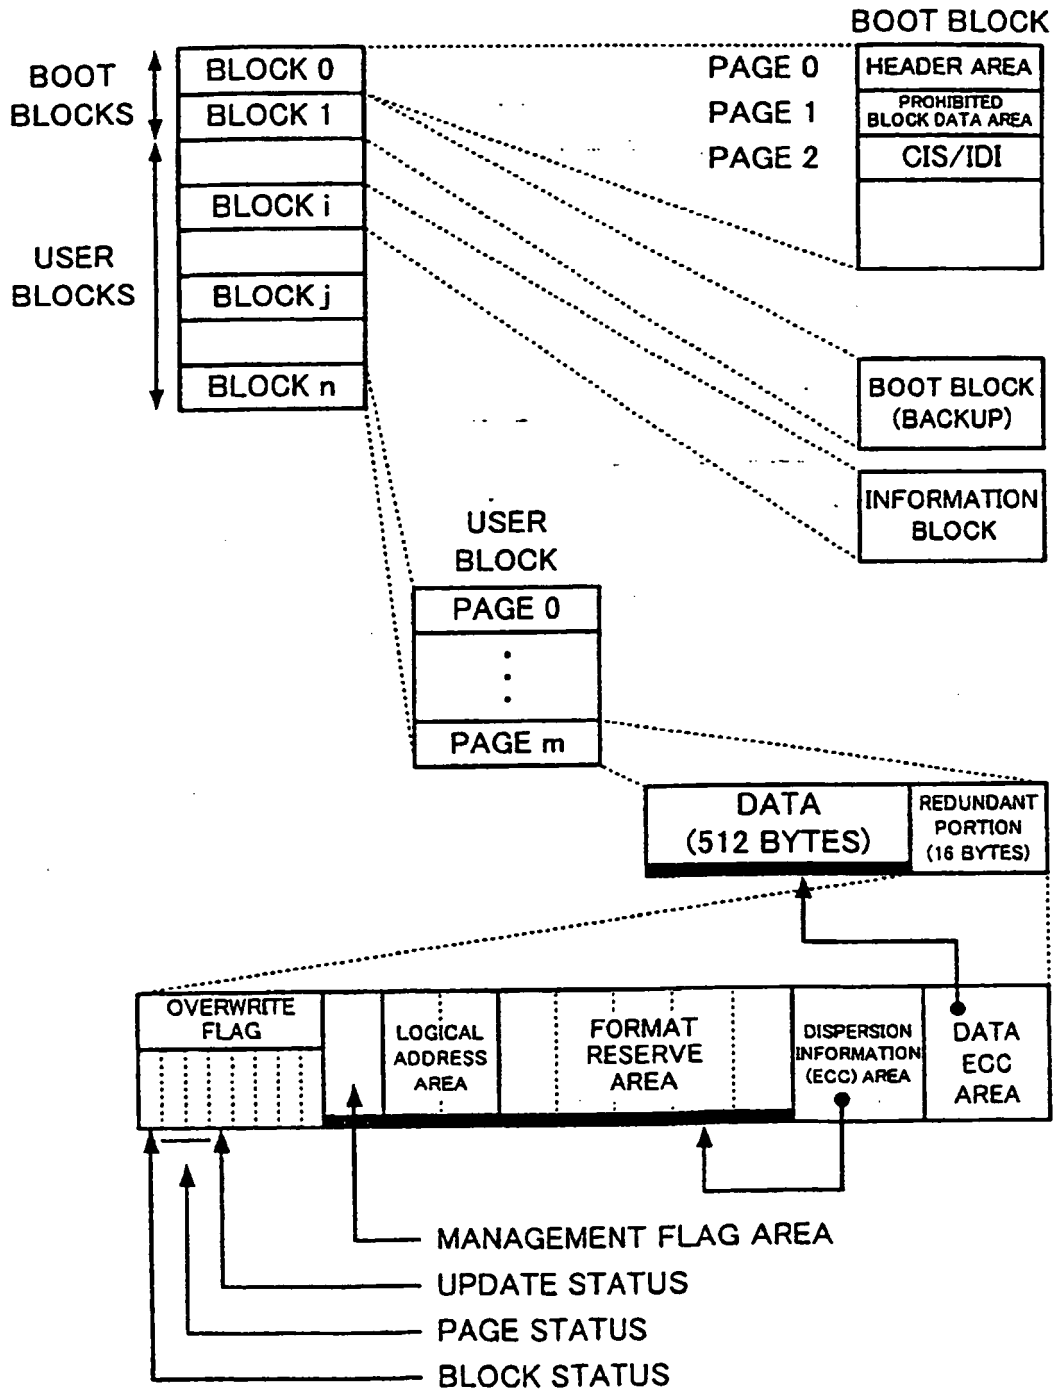 BOOT BLOCK
BOOT
BLOCKS
BLOCK 0
BLOCK 1
BLOCK i
USER
BLOCKS
BLOCK j
BLOCK n
PAGE 0
HEADER AREA
PAGE 1
PROHIBITED
BLOCK DATA AREA
PAGE 2
CIS/IDI
BOOT BLOCK
(BACKUP)
INFORMATION
BLOCK
USER
BLOCK
PAGE 0
PAGE m
DATA
(512 BYTES)
REDUNDANT
PORTION
(16 BYTES)
OVERWRITE
FLAG
LOGICAL
ADDRESS
AREA
FORMAT
RESERVE
AREA
DISPERSION
INFORMATION
(ECC) AREA
DATA
ECC
AREA
MANAGEMENT FLAG AREA
UPDATE STATUS
PAGE STATUS
BLOCK STATUS